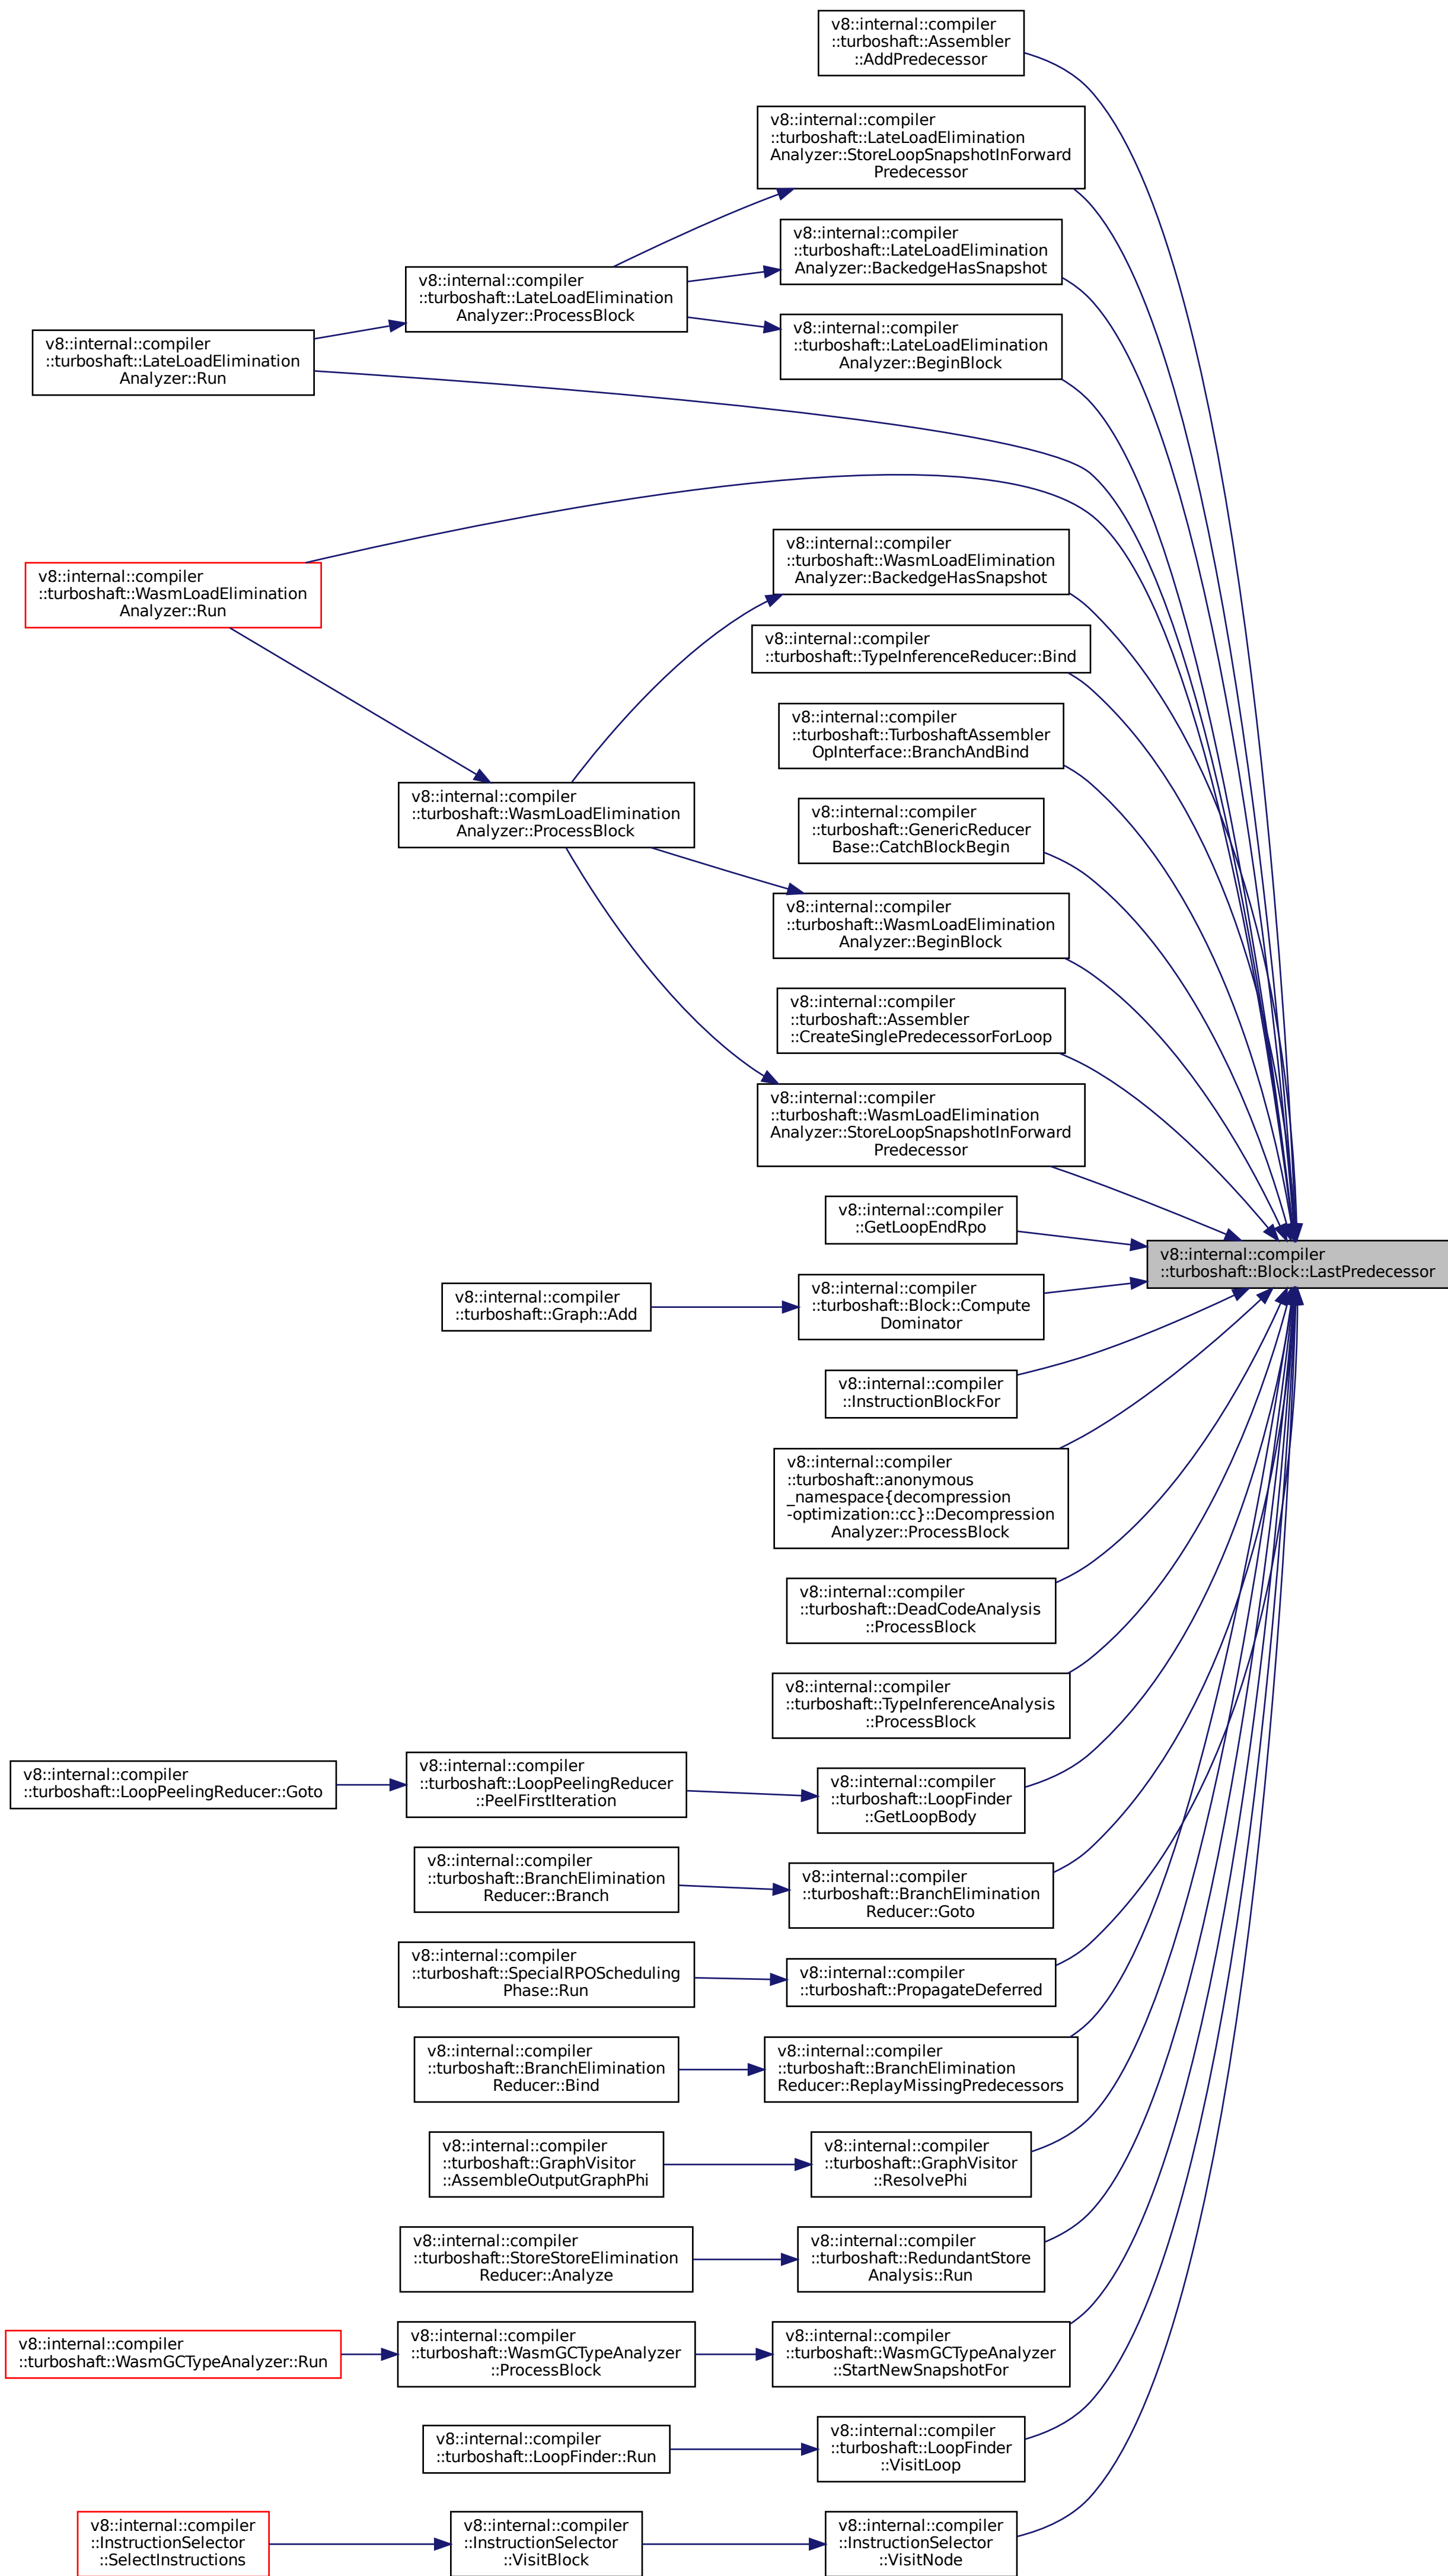 v8::internal::compiler
::turboshaft::Assembler
::AddPredecessor
v8::internal::compiler
::turboshaft::LateLoadElimination
Analyzer::StoreLoopSnapshotInForward
Predecessor
v8::internal::compiler
::turboshaft::LateLoadElimination
Analyzer::BackedgeHasSnapshot
v8::internal::compiler
::turboshaft::LateLoadElimination
Analyzer::ProcessBlock
v8::internal::compiler
::turboshaft::LateLoadElimination
Analyzer::BeginBlock
v8::internal::compiler
::turboshaft::LateLoadElimination
Analyzer::Run
v8::internal::compiler
::turboshaft::WasmLoadElimination
Analyzer::BackedgeHasSnapshot
v8::internal::compiler
::turboshaft::WasmLoadElimination
Analyzer::Run
v8::internal::compiler
::turboshaft::TypeInferenceReducer::Bind
v8::internal::compiler
::turboshaft::TurboshaftAssembler
OpInterface::BranchAndBind
v8::internal::compiler
::turboshaft::WasmLoadElimination
Analyzer::ProcessBlock
v8::internal::compiler
::turboshaft::GenericReducer
Base::CatchBlockBegin
v8::internal::compiler
::turboshaft::WasmLoadElimination
Analyzer::BeginBlock
v8::internal::compiler
::turboshaft::Assembler
::CreateSinglePredecessorForLoop
v8::internal::compiler
::turboshaft::WasmLoadElimination
Analyzer::StoreLoopSnapshotInForward
Predecessor
v8::internal::compiler
::GetLoopEndRpo
v8::internal::compiler
::turboshaft::Block::LastPredecessor
v8::internal::compiler
::turboshaft::Graph::Add
v8::internal::compiler
::turboshaft::Block::Compute
Dominator
v8::internal::compiler
::InstructionBlockFor
v8::internal::compiler
::turboshaft::anonymous
_namespace{decompression
-optimization::cc}::Decompression
Analyzer::ProcessBlock
v8::internal::compiler
::turboshaft::DeadCodeAnalysis
::ProcessBlock
v8::internal::compiler
::turboshaft::TypeInferenceAnalysis
::ProcessBlock
v8::internal::compiler
::turboshaft::LoopPeelingReducer::Goto
v8::internal::compiler
::turboshaft::LoopPeelingReducer
::PeelFirstIteration
v8::internal::compiler
::turboshaft::LoopFinder
::GetLoopBody
v8::internal::compiler
::turboshaft::BranchElimination
Reducer::Branch
v8::internal::compiler
::turboshaft::BranchElimination
Reducer::Goto
v8::internal::compiler
::turboshaft::SpecialRPOScheduling
Phase::Run
v8::internal::compiler
::turboshaft::PropagateDeferred
v8::internal::compiler
::turboshaft::BranchElimination
Reducer::Bind
v8::internal::compiler
::turboshaft::BranchElimination
Reducer::ReplayMissingPredecessors
v8::internal::compiler
::turboshaft::GraphVisitor
::AssembleOutputGraphPhi
v8::internal::compiler
::turboshaft::GraphVisitor
::ResolvePhi
v8::internal::compiler
::turboshaft::StoreStoreElimination
Reducer::Analyze
v8::internal::compiler
::turboshaft::RedundantStore
Analysis::Run
v8::internal::compiler
::turboshaft::WasmGCTypeAnalyzer::Run
v8::internal::compiler
::turboshaft::WasmGCTypeAnalyzer
::ProcessBlock
v8::internal::compiler
::turboshaft::WasmGCTypeAnalyzer
::StartNewSnapshotFor
v8::internal::compiler
::turboshaft::LoopFinder::Run
v8::internal::compiler
::turboshaft::LoopFinder
::VisitLoop
v8::internal::compiler
::InstructionSelector
::SelectInstructions
v8::internal::compiler
::InstructionSelector
::VisitBlock
v8::internal::compiler
::InstructionSelector
::VisitNode